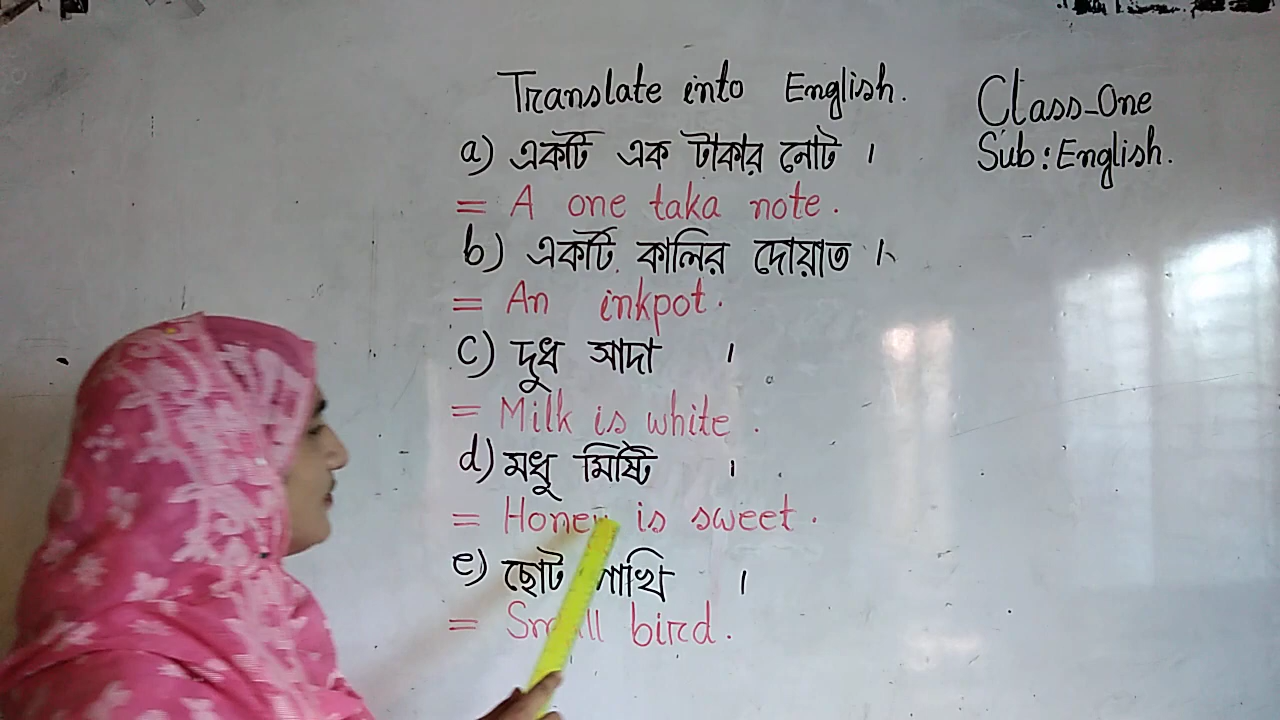 Translate into English.
Class-One
Sub: English.
a) একটি এক টাকার নোট ।
= A one taka note.
b) একটি কালির দোয়াত ।
= An inkpot.
c) দুধ সাদা ।
= Milk is white.
d) মধু মিষ্টি ।
= Honey is sweet.
e) ছোট পাখি ।
= Small bird.